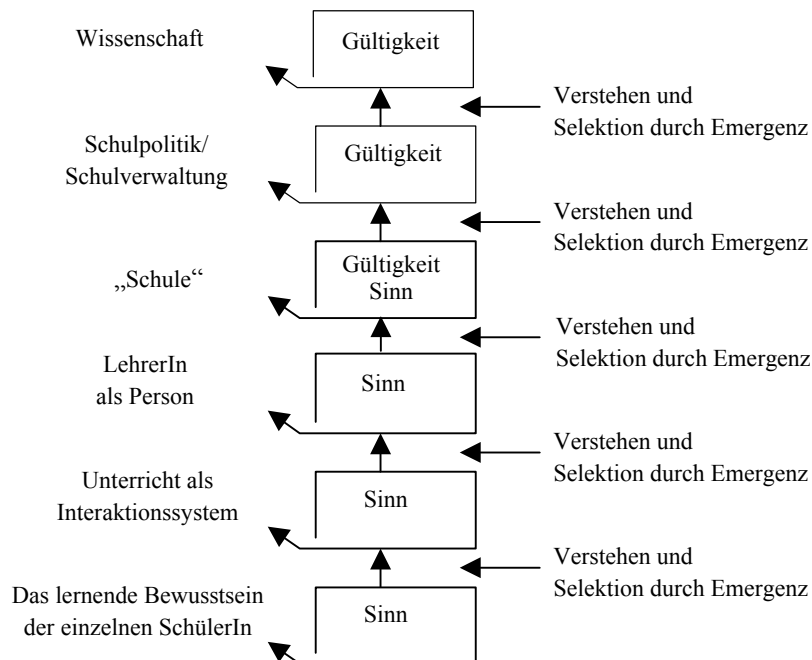 Wissenschaft
Gültigkeit
Verstehen und
Selektion durch Emergenz
Schulpolitik/
Schulverwaltung
Gültigkeit
Verstehen und
Selektion durch Emergenz
„Schule“
Gültigkeit
Sinn
Verstehen und
Selektion durch Emergenz
LehrerIn
als Person
Sinn
Verstehen und
Selektion durch Emergenz
Unterricht als
Interaktionssystem
Sinn
Verstehen und
Selektion durch Emergenz
Das lernende Bewusstsein
der einzelnen SchülerIn
Sinn